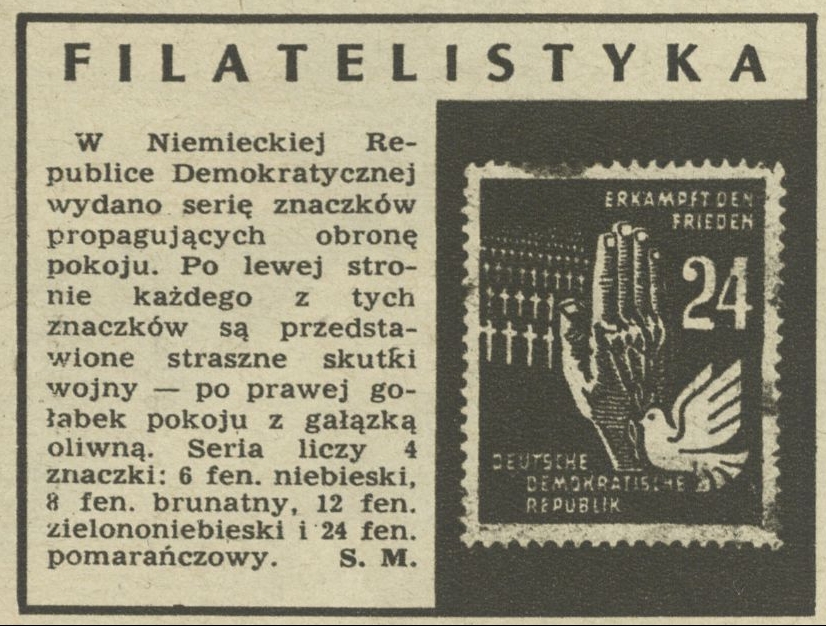 FILATELISTYKA
W Niemieckiej Re-
publice Demokratycznej
wydano serię znaczków
propagujących obronę
pokoju. Po lewej stro-
nie każdego z tych
znaczków są przedsta-
wione straszne skutki
wojny — po prawej go-
łąbek pokoju z gałązką
oliwną. Seria liczy 4
znaczki: 6 fen. niebieski,
8 fen. brunatny, 12 fen.
zielononiebieski i 24 fen.
pomarańczowy. S. M.
ERKÄMPFT DEN
FRIEDEN
24
DEUTSCHE
DEMOKRATISCHE
REPUBLIK